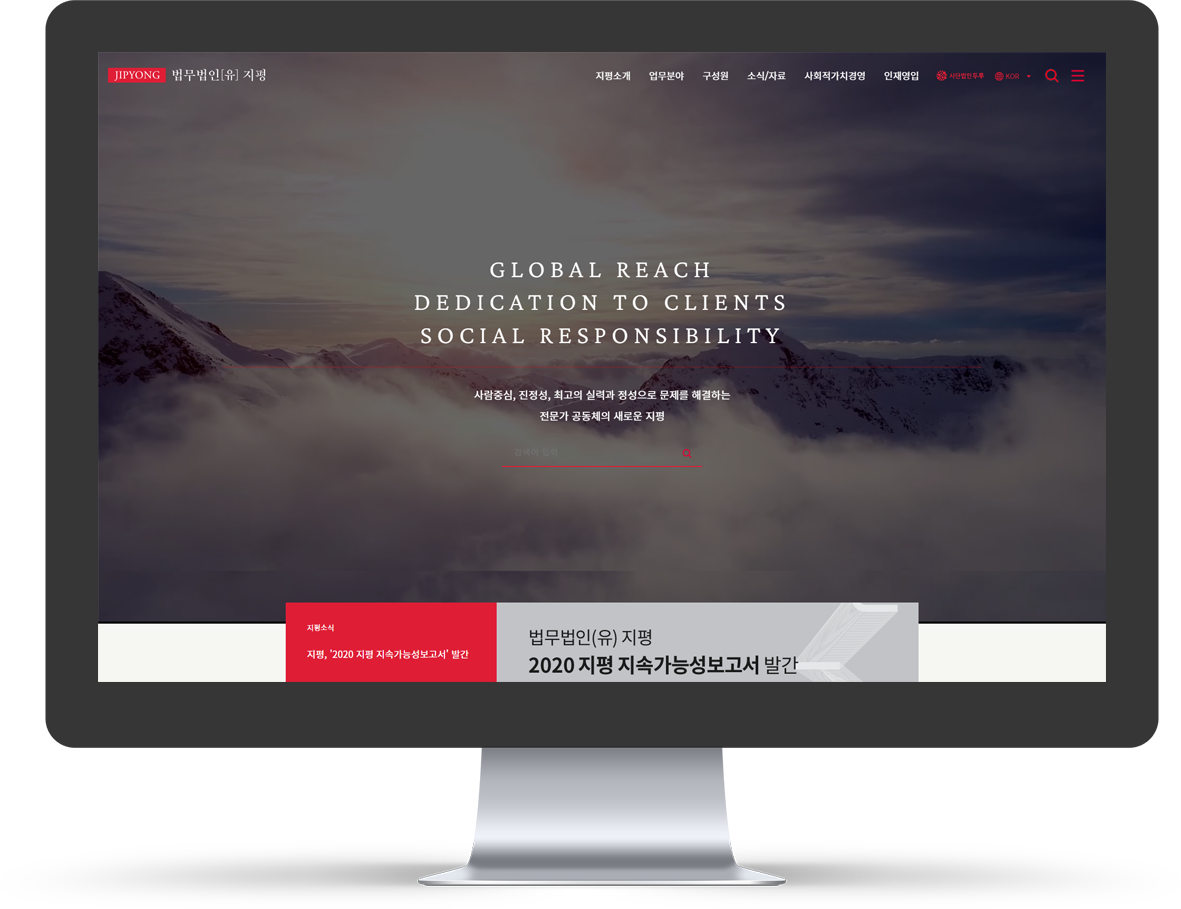 JIPYONG 법무법인[유] 지평
지평소개 업무분야 구성원 소식/자료 사회적가치경영 인재영입 사단법인두루 KOR
GLOBAL REACH
DEDICATION TO CLIENTS
SOCIAL RESPONSIBILITY
사람중심, 진정성, 최고의 실력과 정성으로 문제를 해결하는
전문가 공동체의 새로운 지평
지평소식
지평, '2020 지평 지속가능성보고서' 발간
법무법인(유) 지평
2020 지평 지속가능성보고서 발간